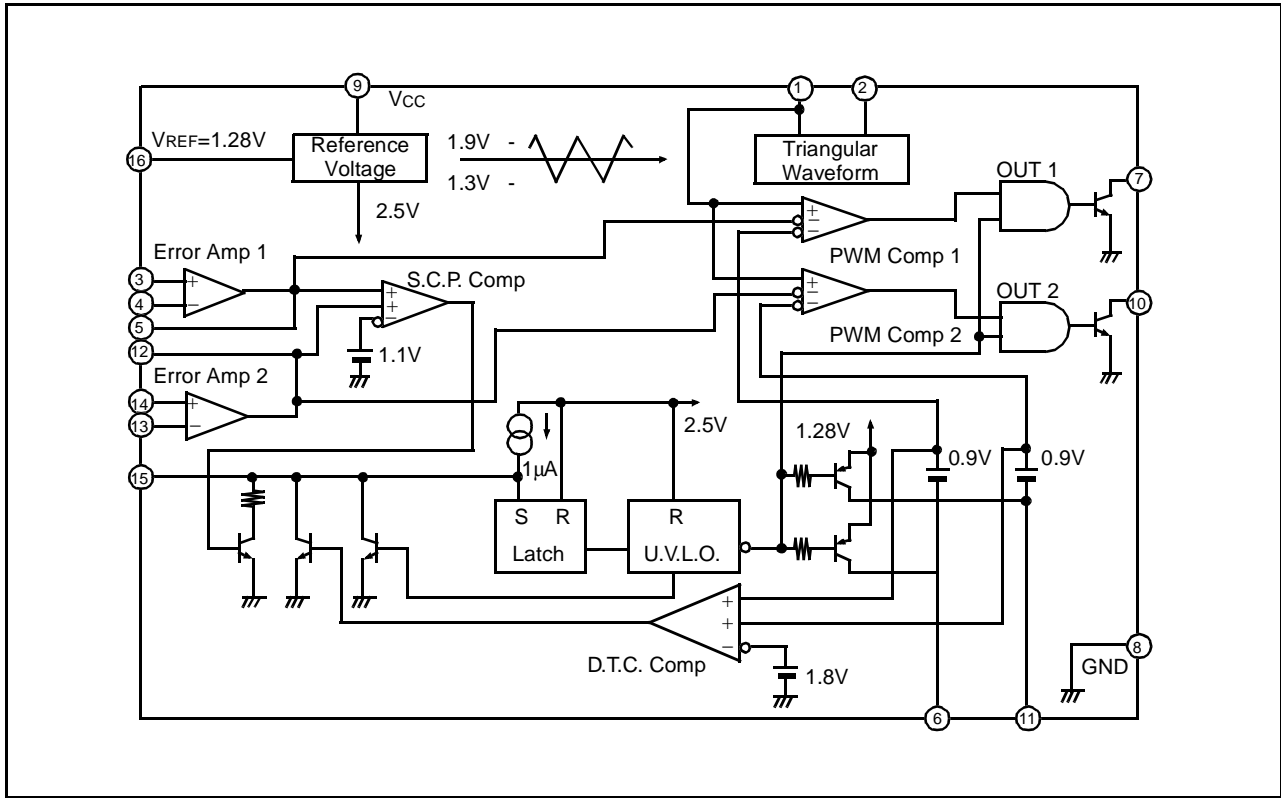 9
VCC
1
2
16
VREF=1.28V
Reference
Voltage
2.5V
1.9V -
1.3V -
Triangular
Waveform
OUT 1
7
+
−
−
PWM Comp 1
Error Amp 1
3
+
4
−
5
S.C.P. Comp
+
+
−
1.1V
12
+
−
−
PWM Comp 2
OUT 2
10
Error Amp 2
14
+
13
−
15
1μA
2.5V
1.28V
0.9V
0.9V
S R
Latch
R
U.V.L.O.
+
+
−
D.T.C. Comp
1.8V
8
GND
6
11